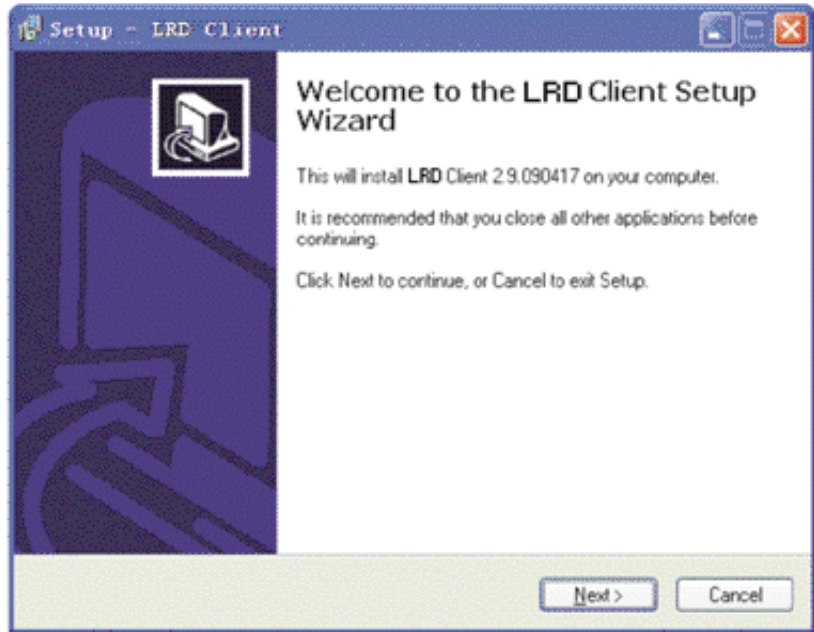 Setup - LRD Client
Welcome to the LRD Client Setup
Wizard
This will install LRD Client 2.9.090417 on your computer.
It is recommended that you close all other applications before
continuing.
Click Next to continue, or Cancel to exit Setup.
Next >
Cancel